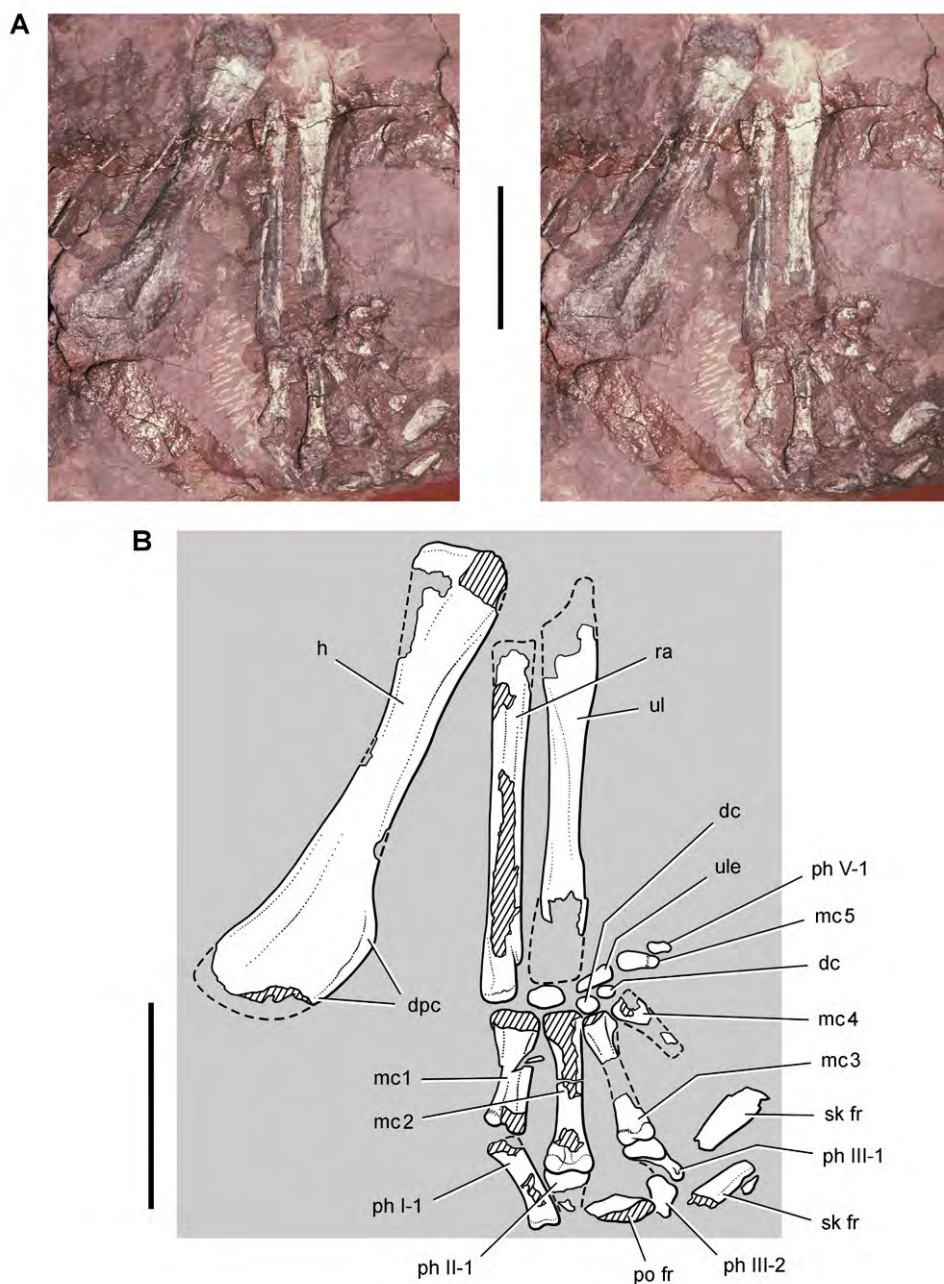 A
B
h
ra
ul
dc
ule
ph V-1
mc5
dc
mc4
dpc
mc1
mc2
mc3
sk fr
ph III-1
ph I-1
sk fr
ph II-1
po fr
ph III-2